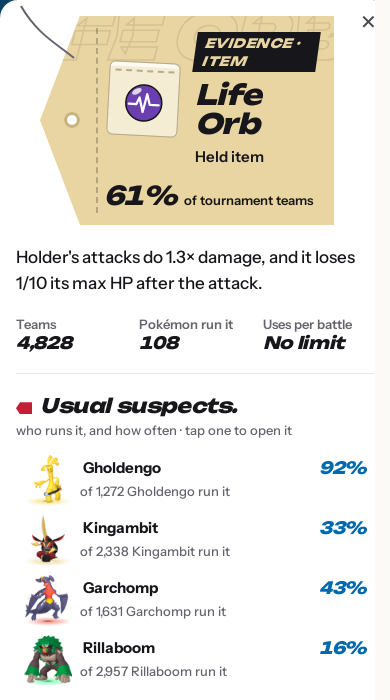 EVIDENCE ·
ITEM
Life
Orb
Held item
61% of tournament teams
Holder's attacks do 1.3× damage, and it loses
1/10 its max HP after the attack.
Teams
4,828
Pokémon run it
108
Uses per battle
No limit
Usual suspects.
who runs it, and how often · tap one to open it
Gholdengo
92%
of 1,272 Gholdengo run it
Kingambit
33%
of 2,338 Kingambit run it
Garchomp
43%
of 1,631 Garchomp run it
Rillaboom
16%
of 2,957 Rillaboom run it